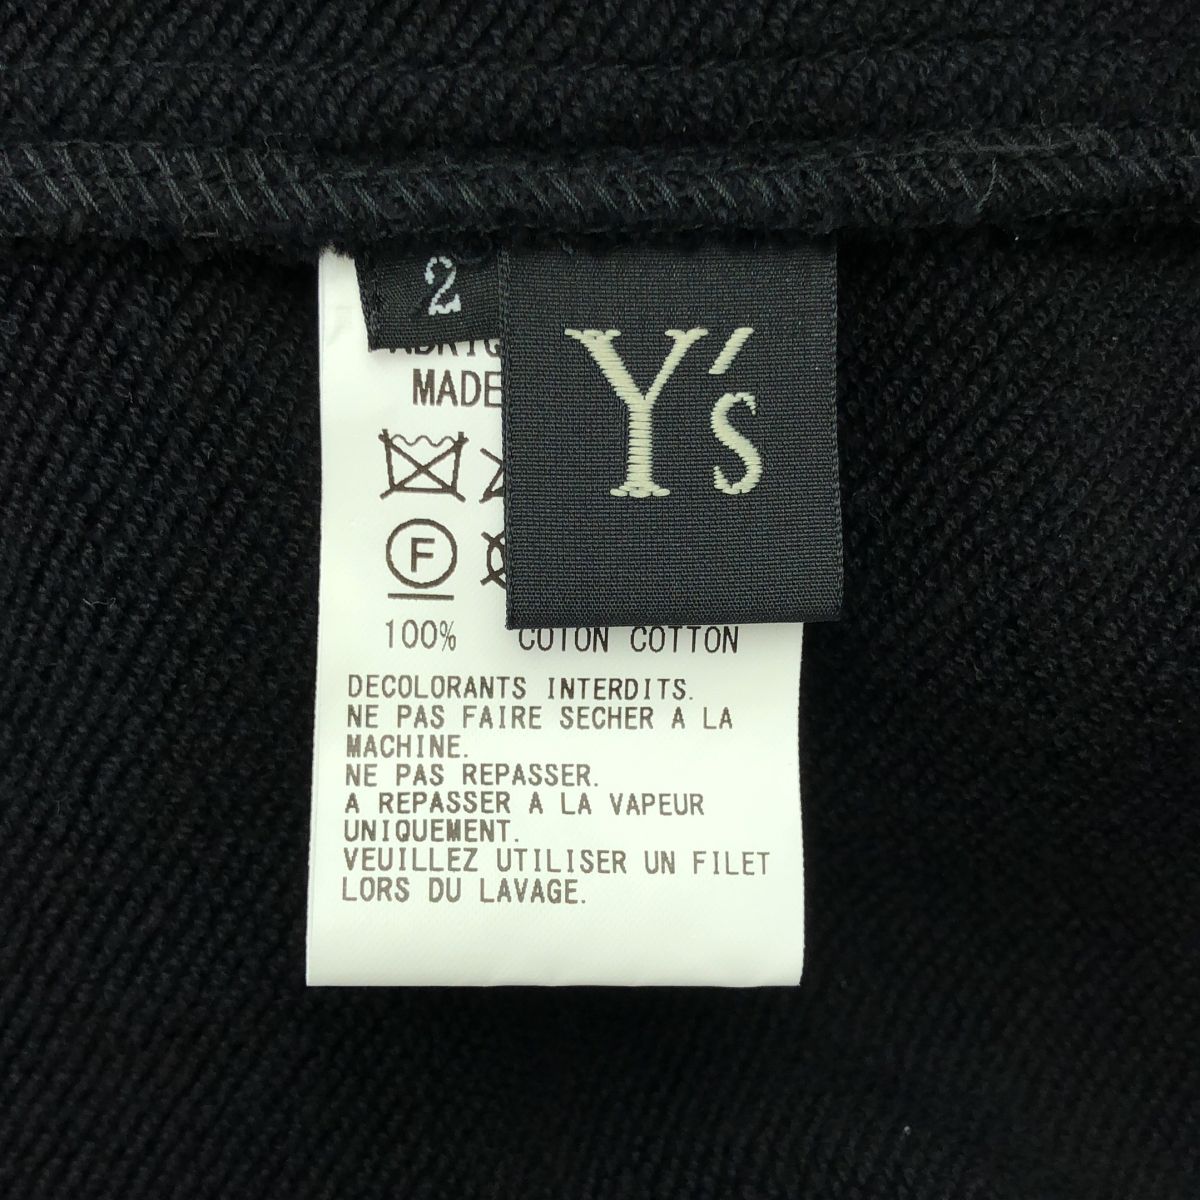 2
Y's
MADE
F
100% COTON COTTON
DECOLORANTS INTERDITS.
NE PAS FAIRE SECHER A LA
MACHINE.
NE PAS REPASSER.
A REPASSER A LA VAPEUR
UNIQUEMENT.
VEUILLEZ UTILISER UN FILET
LORS DU LAVAGE.